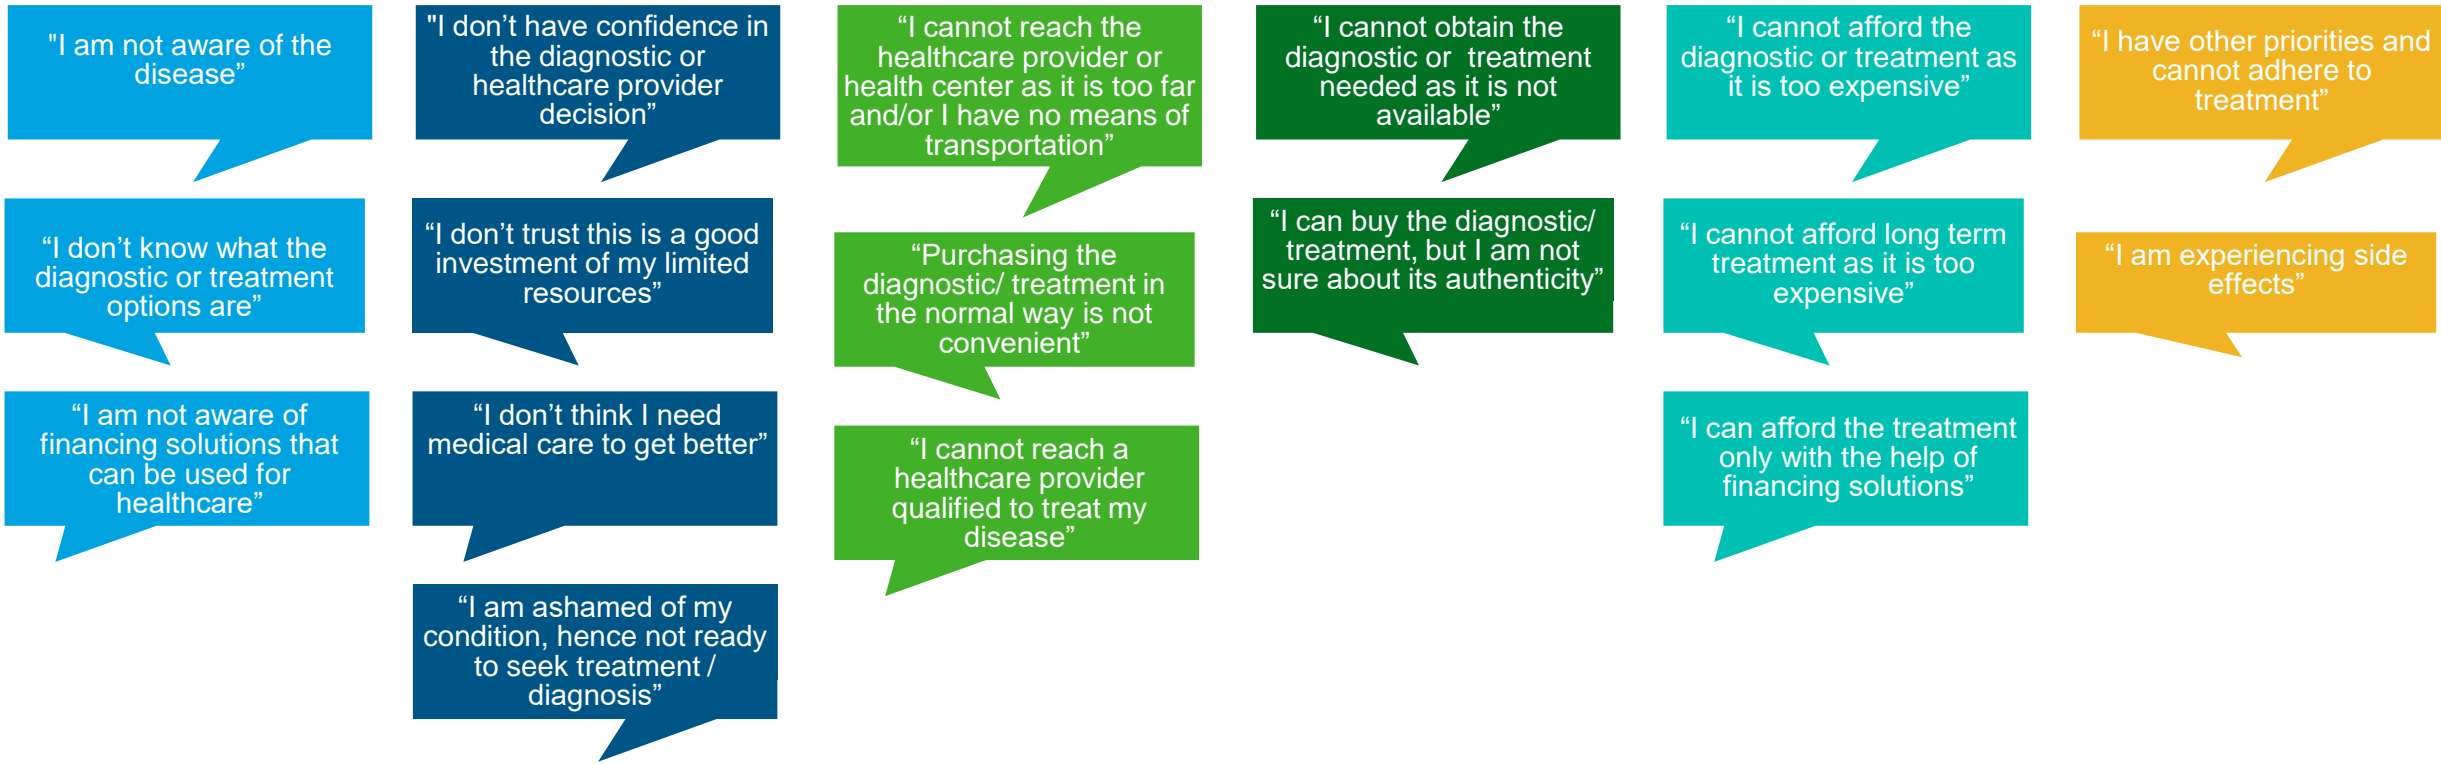 "I am not aware of the
disease”
“I don’t know what the
diagnostic or treatment
options are”
“I am not aware of
financing solutions that
can be used for
healthcare”
"I don’t have confidence in
the diagnostic or
healthcare provider
decision”
“I don’t trust this is a good
investment of my limited
resources”
“I don’t think I need
medical care to get better”
“I am ashamed of my
condition, hence not ready
to seek treatment /
diagnosis”
“I cannot reach the
healthcare provider or
health center as it is too far
and/or I have no means of
transportation”
“Purchasing the
diagnostic/ treatment in
the normal way is not
convenient”
“I cannot reach a
healthcare provider
qualified to treat my
disease”
“I cannot obtain the
diagnostic or  treatment
needed as it is not
available”
“I can buy the diagnostic/
treatment, but I am not
sure about its authenticity”
“I cannot afford the
diagnostic or treatment as
it is too expensive”
“I cannot afford long term
treatment as it is too
expensive”
“I can afford the treatment
only with the help of
financing solutions”
“I have other priorities and
cannot adhere to
treatment”
“I am experiencing side
effects”